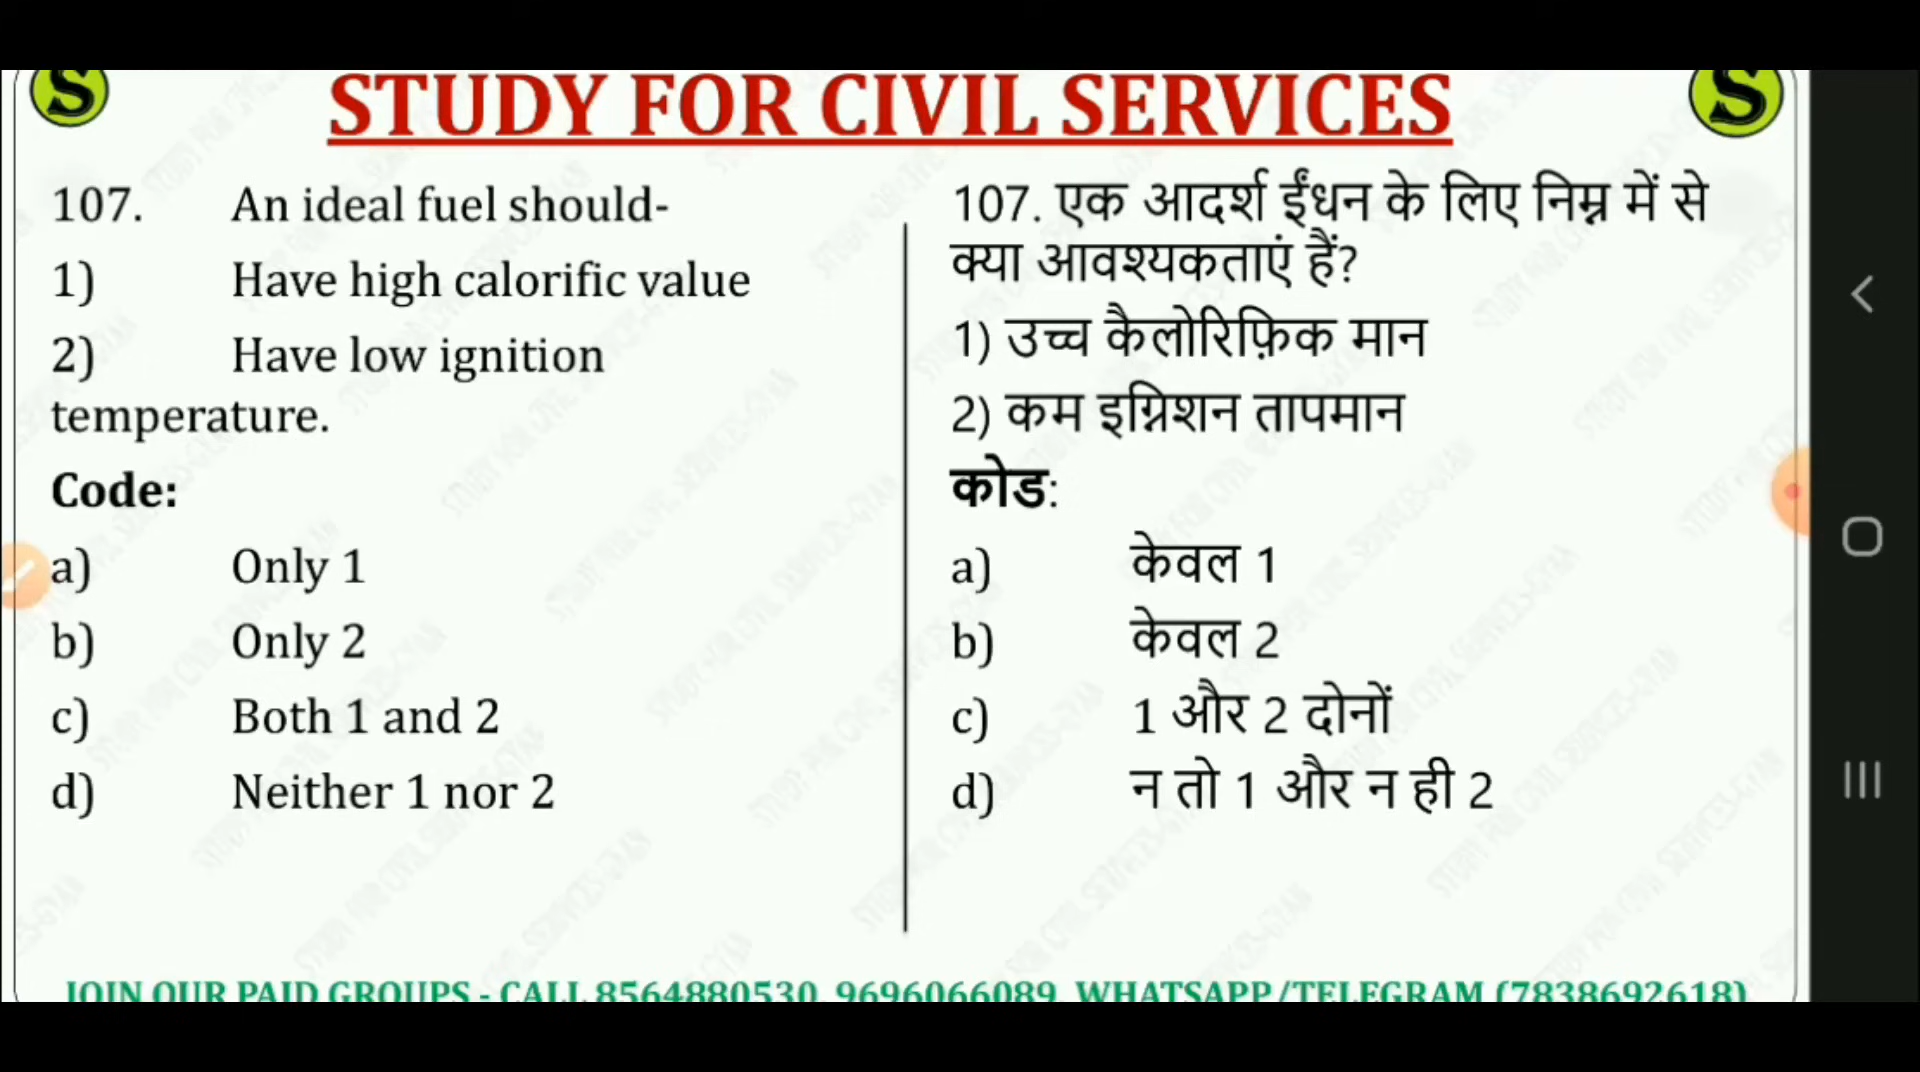 S
STUDY FOR CIVIL SERVICES
S
107. An ideal fuel should-
1) Have high calorific value
2) Have low ignition
temperature.
Code:
a) Only 1
b) Only 2
c) Both 1 and 2
d) Neither 1 nor 2
107. एक आदर्श ईंधन के लिए निम्न में से
क्या आवश्यकताएं हैं?
1) उच्च कैलोरिफ़िक मान
2) कम इग्निशन तापमान
कोड:
a) केवल 1
b) केवल 2
c) 1 और 2 दोनों
d) न तो 1 और न ही 2
JOIN OUR PAID GROUPS - CALL 8564880530, 9696066089, WHATSAPP/TELEGRAM (7838692618)